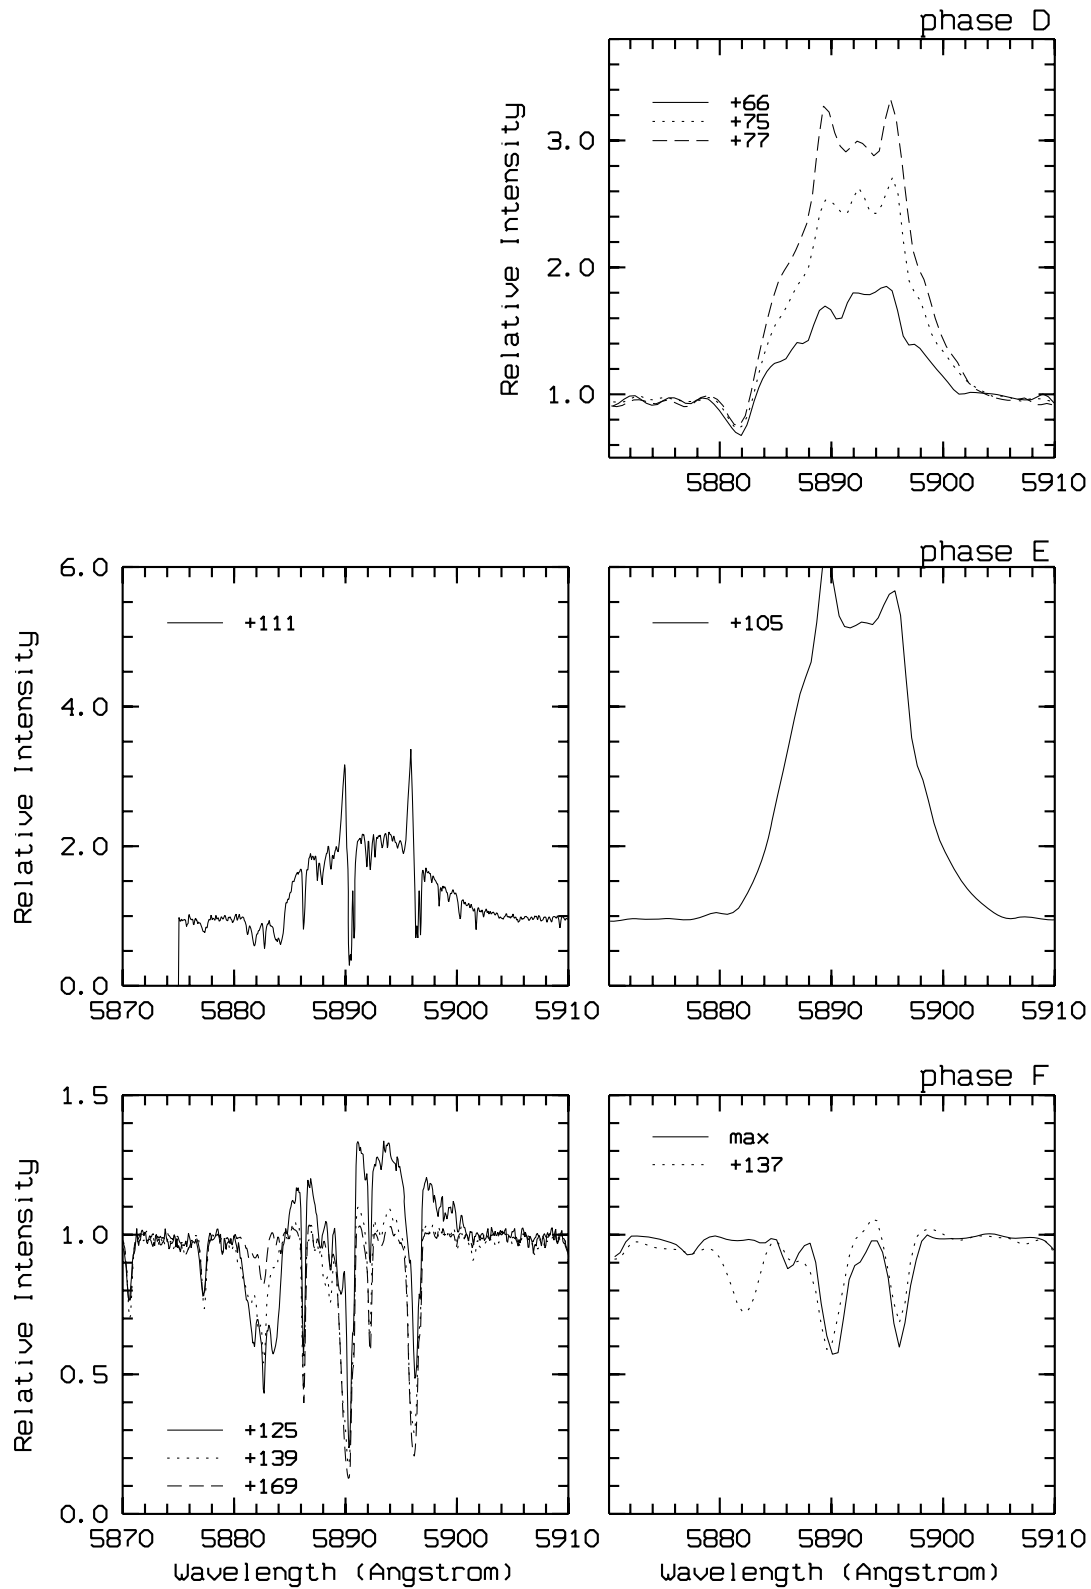 phase D
+66
+75
+77
3.0
2.0
1.0
Relative Intensity
5880 5890 5900 5910
phase E
6.0
4.0
2.0
0.0
Relative Intensity
+111
+105
5870 5880 5890 5900 5910
5880 5890 5900 5910
phase F
1.5
1.0
0.5
0.0
Relative Intensity
+125
+139
+169
max
+137
5870 5880 5890 5900 5910
5880 5890 5900 5910
Wavelength (Angstrom)
Wavelength (Angstrom)